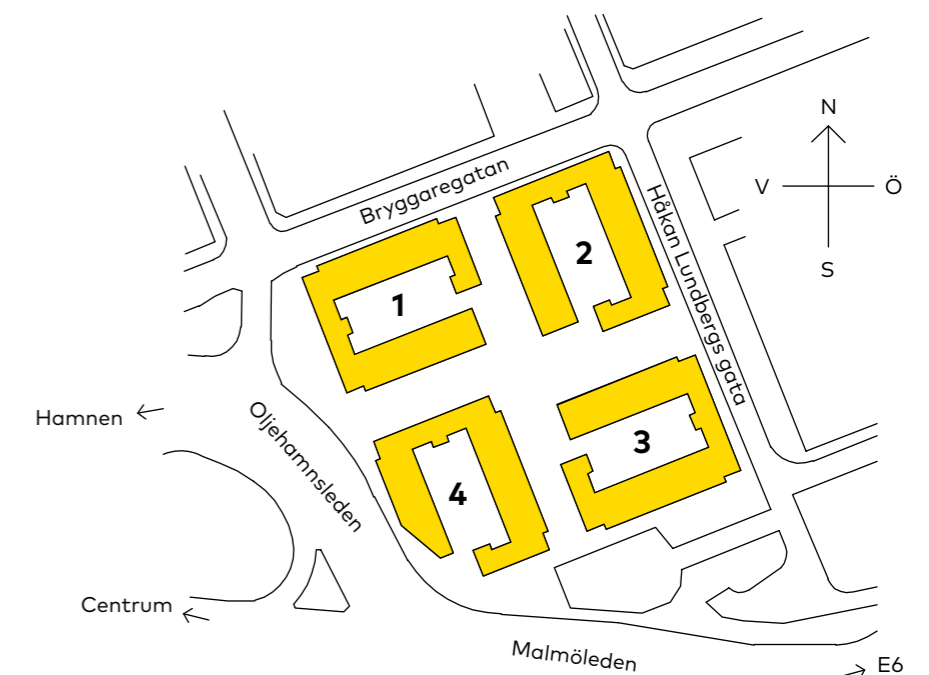 N
Bryggaregatan
V
Ö
Håkan Lundbergs gata
2
S
1
Hamnen
Oljehamnsleden
3
4
Centrum
Malmöleden
E6